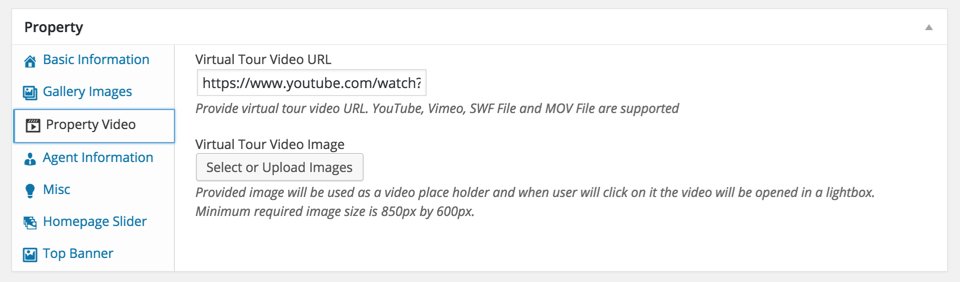 Property
Basic Information
Gallery Images
Property Video
Agent Information
Misc
Homepage Slider
Top Banner
Virtual Tour Video URL
https://www.youtube.com/watch?
Provide virtual tour video URL. YouTube, Vimeo, SWF File and MOV File are supported
Virtual Tour Video Image
Select or Upload Images
Provided image will be used as a video place holder and when user will click on it the video will be opened in a lightbox.
Minimum required image size is 850px by 600px.